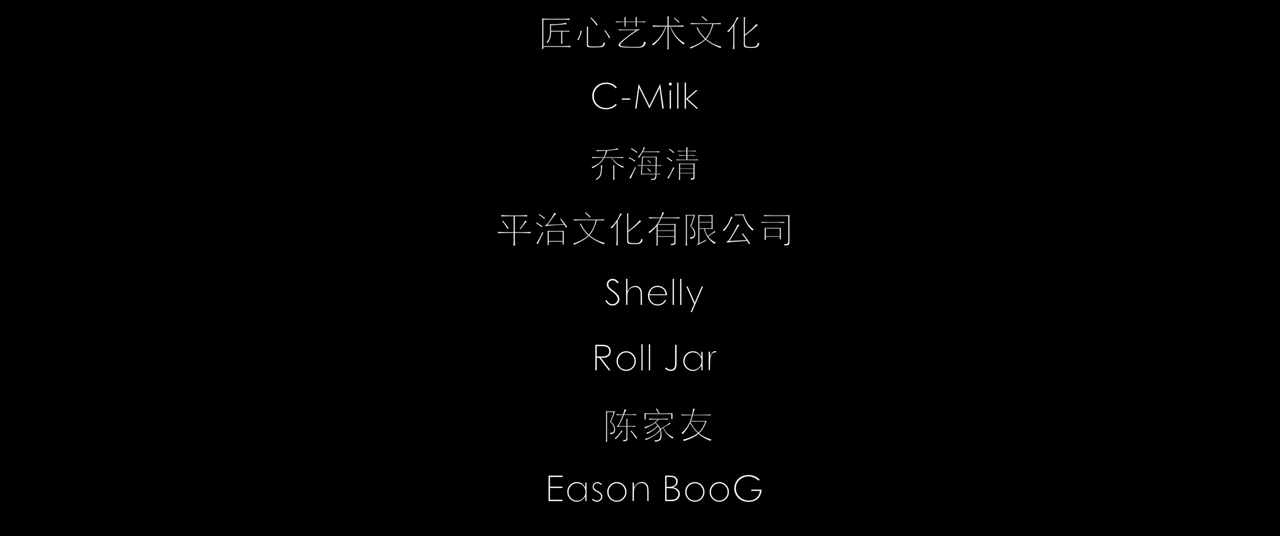 匠心艺术文化
C-Milk
乔海清
平治文化有限公司
Shelly
Roll Jar
陈家友
Eason BooG